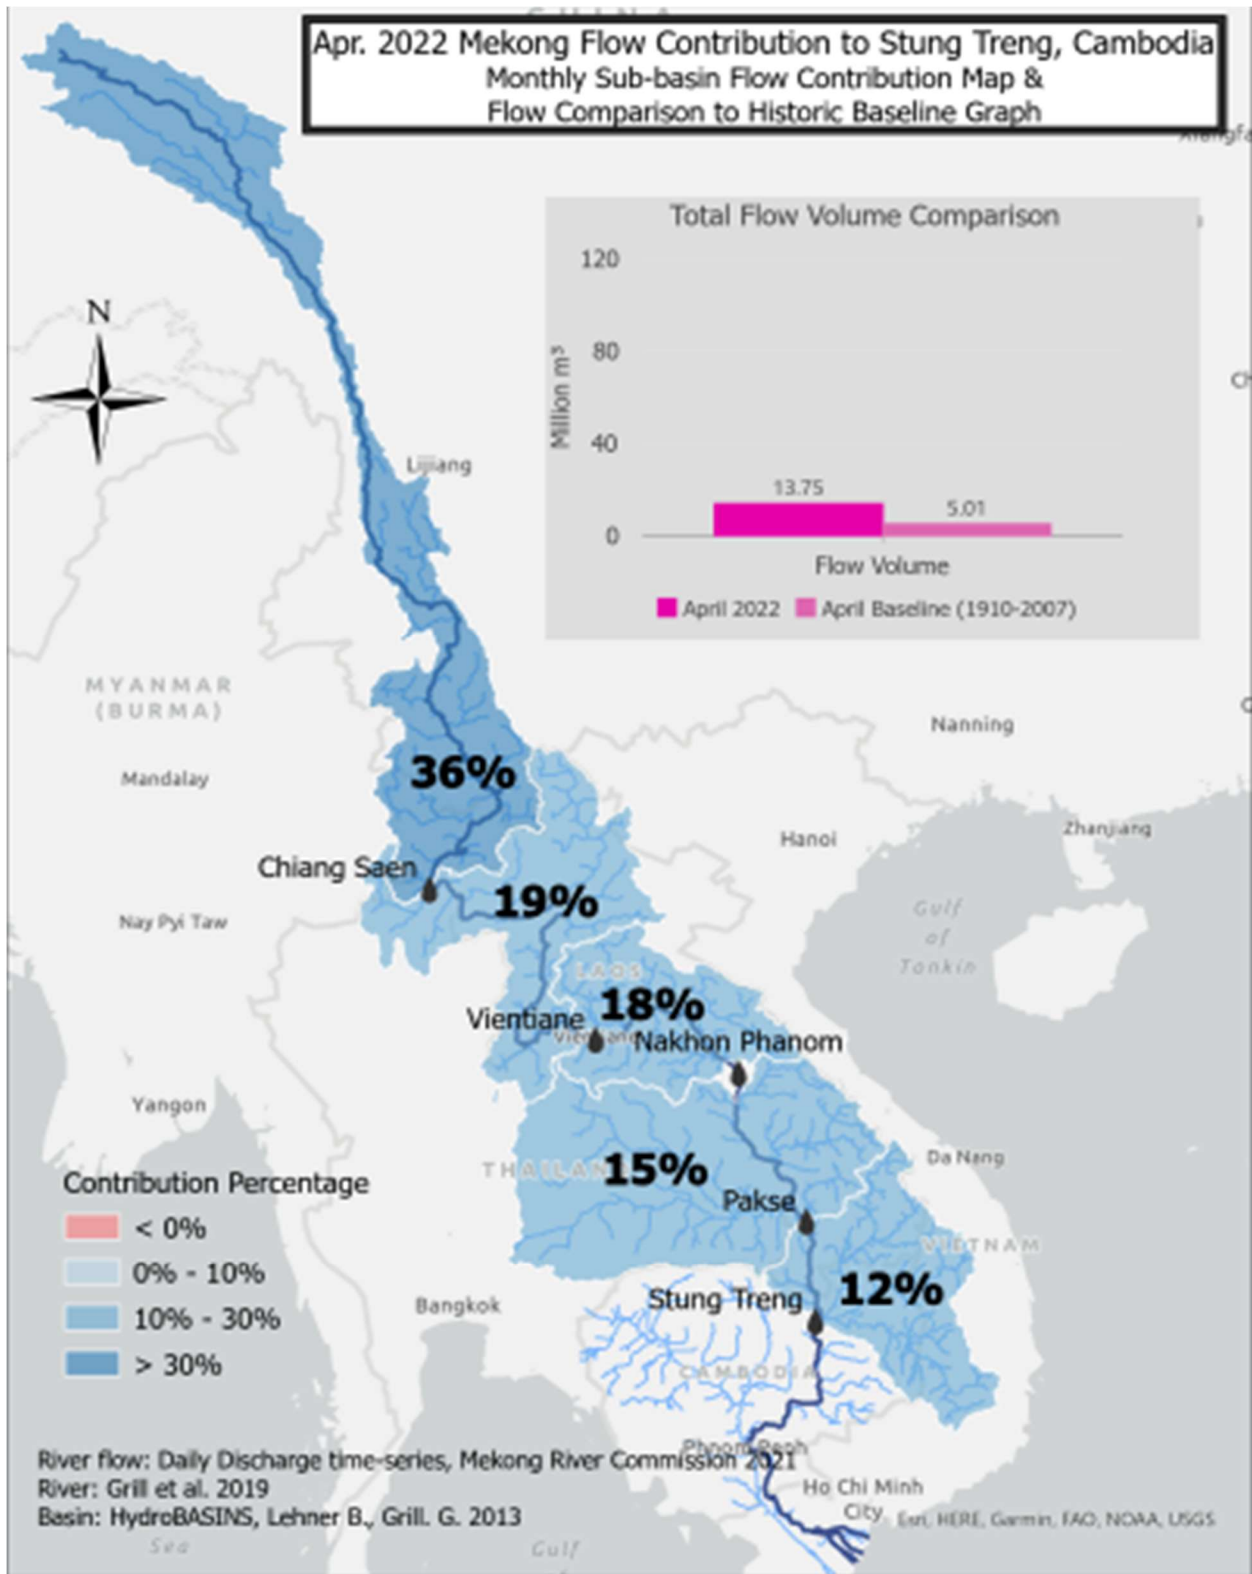 Apr. 2022 Mekong Flow Contribution to Stung Treng, Cambodia
Monthly Sub-basin Flow Contribution Map &
Flow Comparison to Historic Baseline Graph
Total Flow Volume Comparison
120
80
40
0
Million m³
13.75
5.01
Flow Volume
April 2022
April Baseline (1910-2007)
N
Lijiang
MYANMAR
(BURMA)
Mandalay
Nanning
36%
Zhanjiang
Hanoi
Chiang Saen
19%
Nay Pyi Taw
Gulf
of
Tonkin
LAOS
18%
Vientiane
Nakhon Phanom
Yangon
THAILAND
15%
Da Nang
Pakse
VIETNAM
Contribution Percentage
< 0%
0% - 10%
10% - 30%
> 30%
12%
Stung Treng
Bangkok
CAMBODIA
Phnom Penh
River flow: Daily Discharge time-series, Mekong River Commission 2021
River: Grill et al. 2019
Basin: HydroBASINS, Lehner B., Grill. G. 2013
Ho Chi Minh
City
Esri, HERE, Garmin, FAO, NOAA, USGS
Sea
Gulf